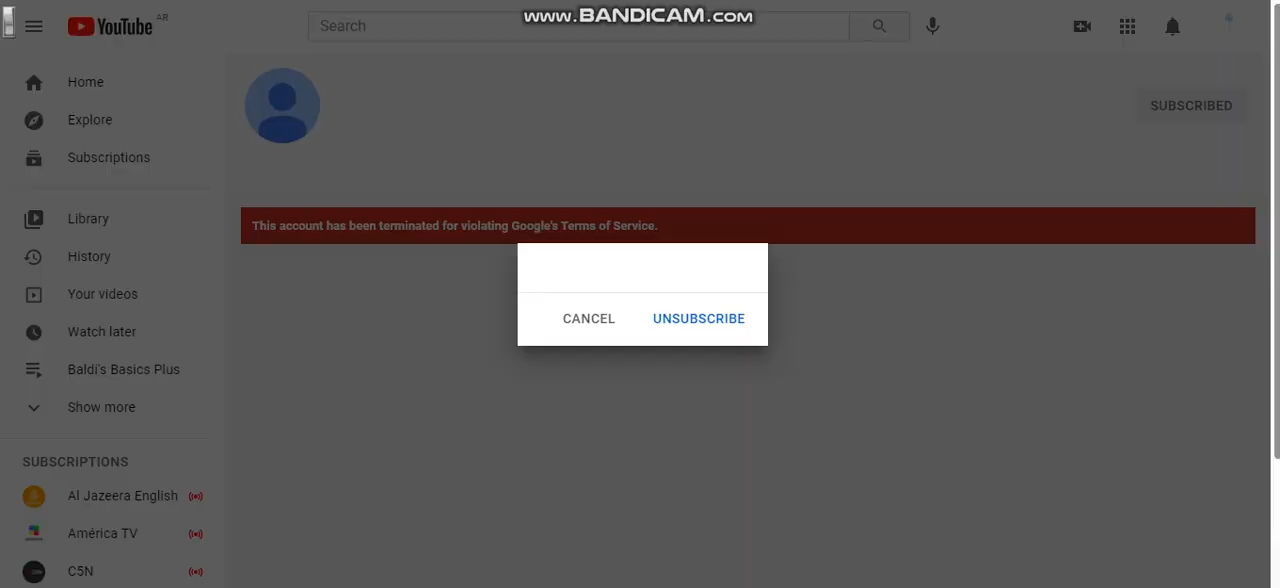 www.BANDICAM.com
YouTube AR
Search
Home
Explore
Subscriptions
SUBSCRIBED
Library
History
Your videos
Watch later
Baldi's Basics Plus
Show more
This account has been terminated for violating Google's Terms of Service.
CANCEL UNSUBSCRIBE
SUBSCRIPTIONS
Al Jazeera English
América TV
C5N